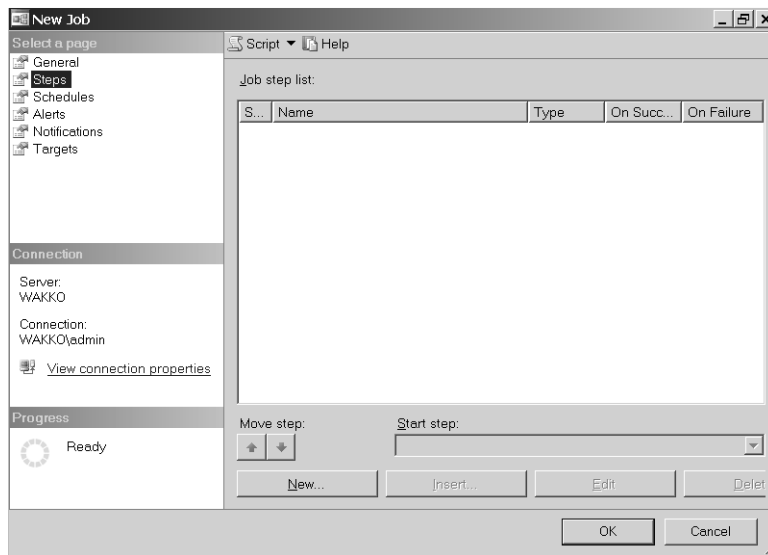 New Job
Select a page
General
Steps
Schedules
Alerts
Notifications
Targets
Connection
Server:
WAKKO
Connection:
WAKKO\admin
View connection properties
Progress
Ready
Script Help
Job step list:
S... Name Type On Succ... On Failure
Move step: Start step:
New... Insert... Edit Delet
OK Cancel